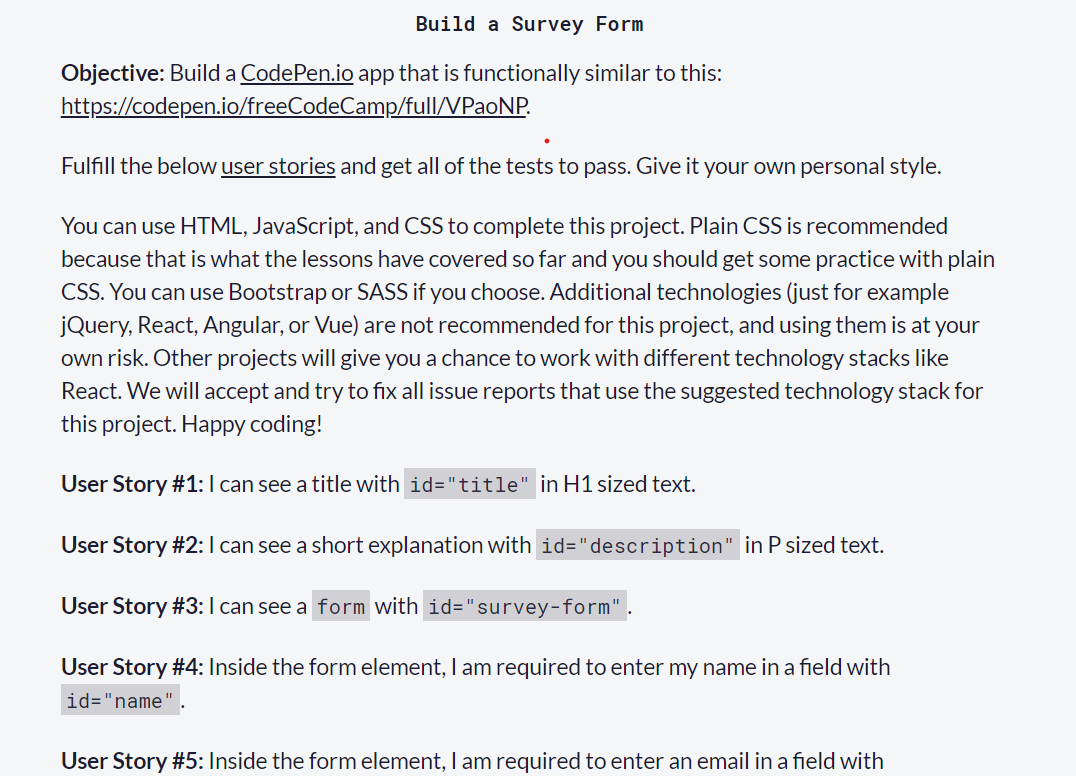 Build a Survey Form
Objective: Build a CodePen.io app that is functionally similar to this:
https://codepen.io/freeCodeCamp/full/VPaoNP.
Fulfill the below user stories and get all of the tests to pass. Give it your own personal style.
You can use HTML, JavaScript, and CSS to complete this project. Plain CSS is recommended
because that is what the lessons have covered so far and you should get some practice with plain
CSS. You can use Bootstrap or SASS if you choose. Additional technologies (just for example
jQuery, React, Angular, or Vue) are not recommended for this project, and using them is at your
own risk. Other projects will give you a chance to work with different technology stacks like
React. We will accept and try to fix all issue reports that use the suggested technology stack for
this project. Happy coding!
User Story #1: I can see a title with id="title" in H1 sized text.
User Story #2: I can see a short explanation with id="description" in P sized text.
User Story #3: I can see a form with id="survey-form".
User Story #4: Inside the form element, I am required to enter my name in a field with
id="name".
User Story #5: Inside the form element, I am required to enter an email in a field with